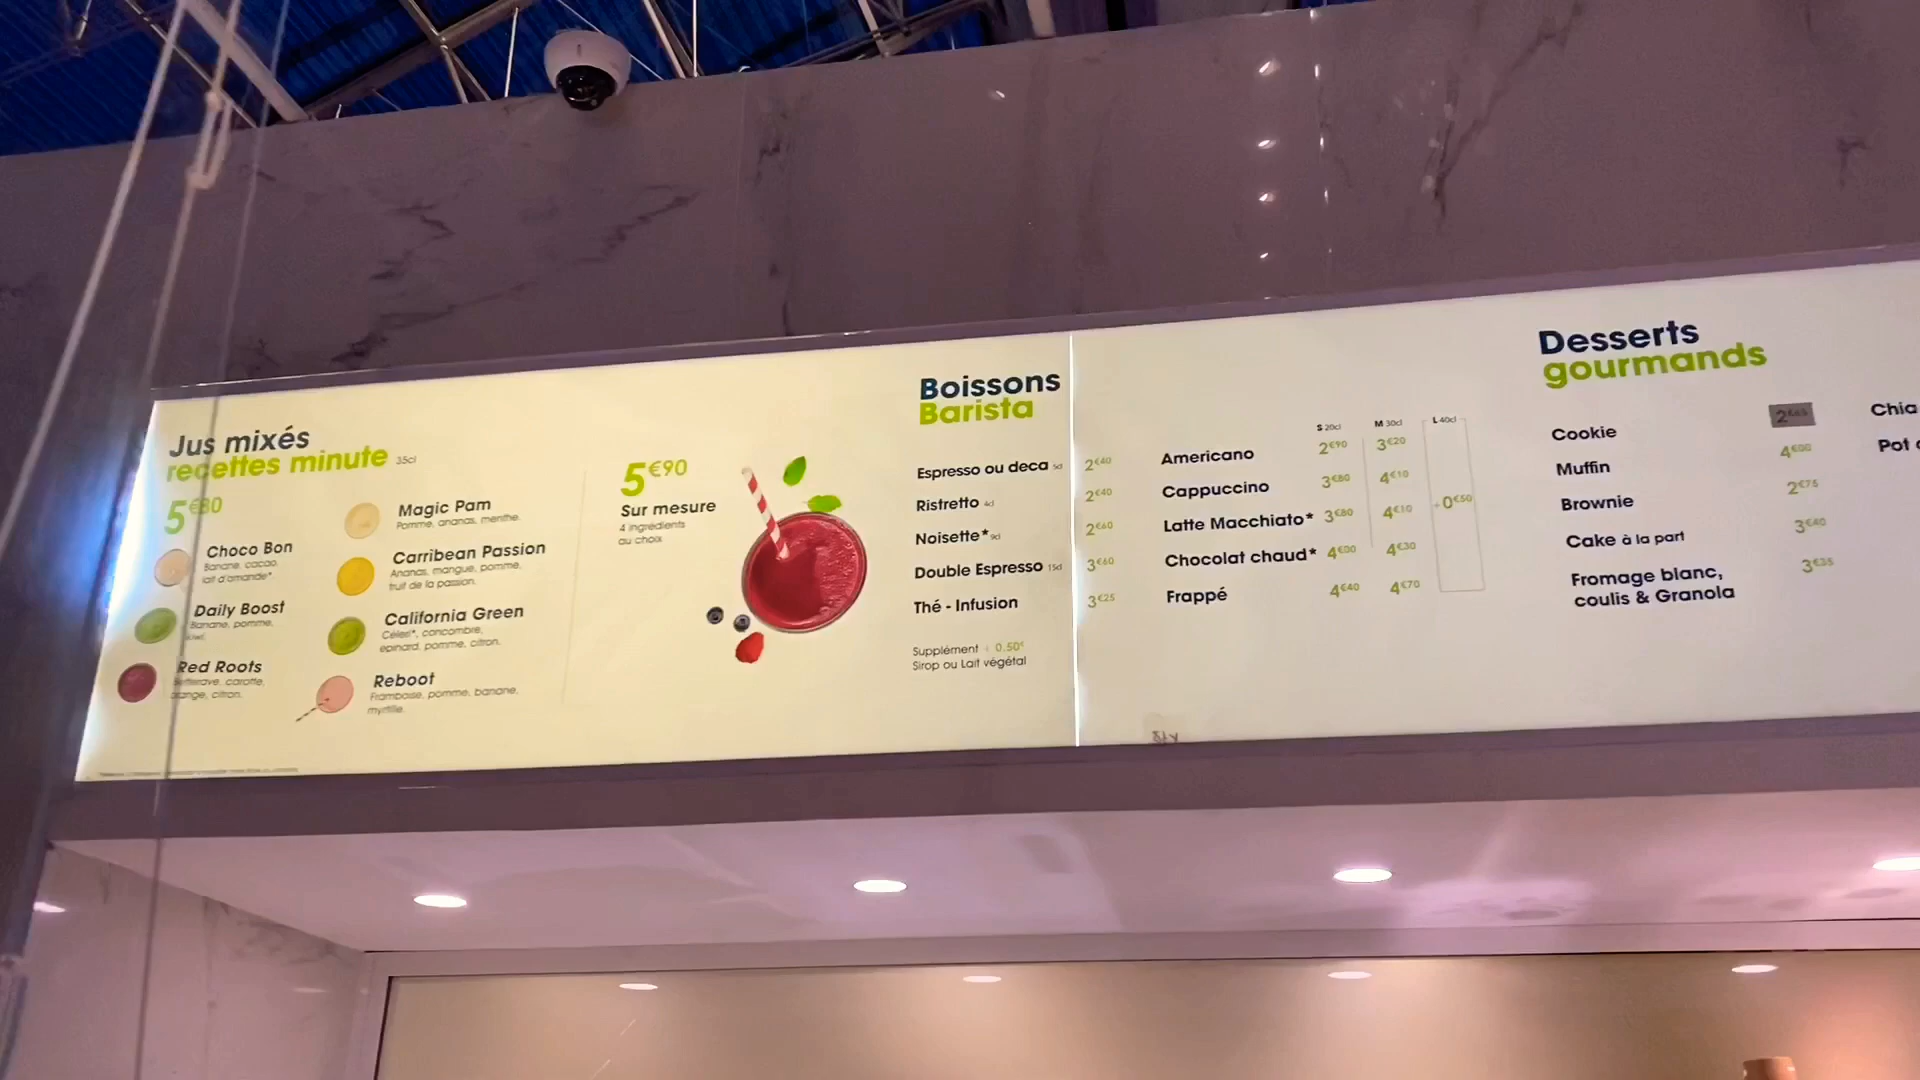 Jus mixés
recettes minute 35cl
5€80
Choco Bon
Banane, cacao,
lait d'amande*
Daily Boost
Banane, pomme,
kiwi.
Red Roots
Betterave, carotte,
orange, citron.
Magic Pam
Pomme, ananas, menthe.
Carribean Passion
Ananas, mangue, pomme,
fruit de la passion.
California Green
Céleri*, concombre,
épinard, pomme, citron.
Reboot
Framboise, pomme, banane,
myrtille.
5€90
Sur mesure
4 ingrédients
au choix
Boissons
Barista
Espresso ou deca 5cl 2€40
Ristretto 4cl 2€40
Noisette* 9cl 2€60
Double Espresso 15cl 3€60
Thé - Infusion 3€25
Supplément + 0.50€
Sirop ou Lait végétal
S 20cl M 30cl L 40cl
Americano 2€90 3€20
Cappuccino 3€80 4€10
Latte Macchiato* 3€80 4€10
+0€50
Chocolat chaud* 4€00 4€30
Frappé 4€40 4€70
Desserts
gourmands
Cookie
Muffin 4€00
Brownie 2€75
Cake à la part 3€40
Fromage blanc, 3€35
coulis & Granola
Chia
Pot